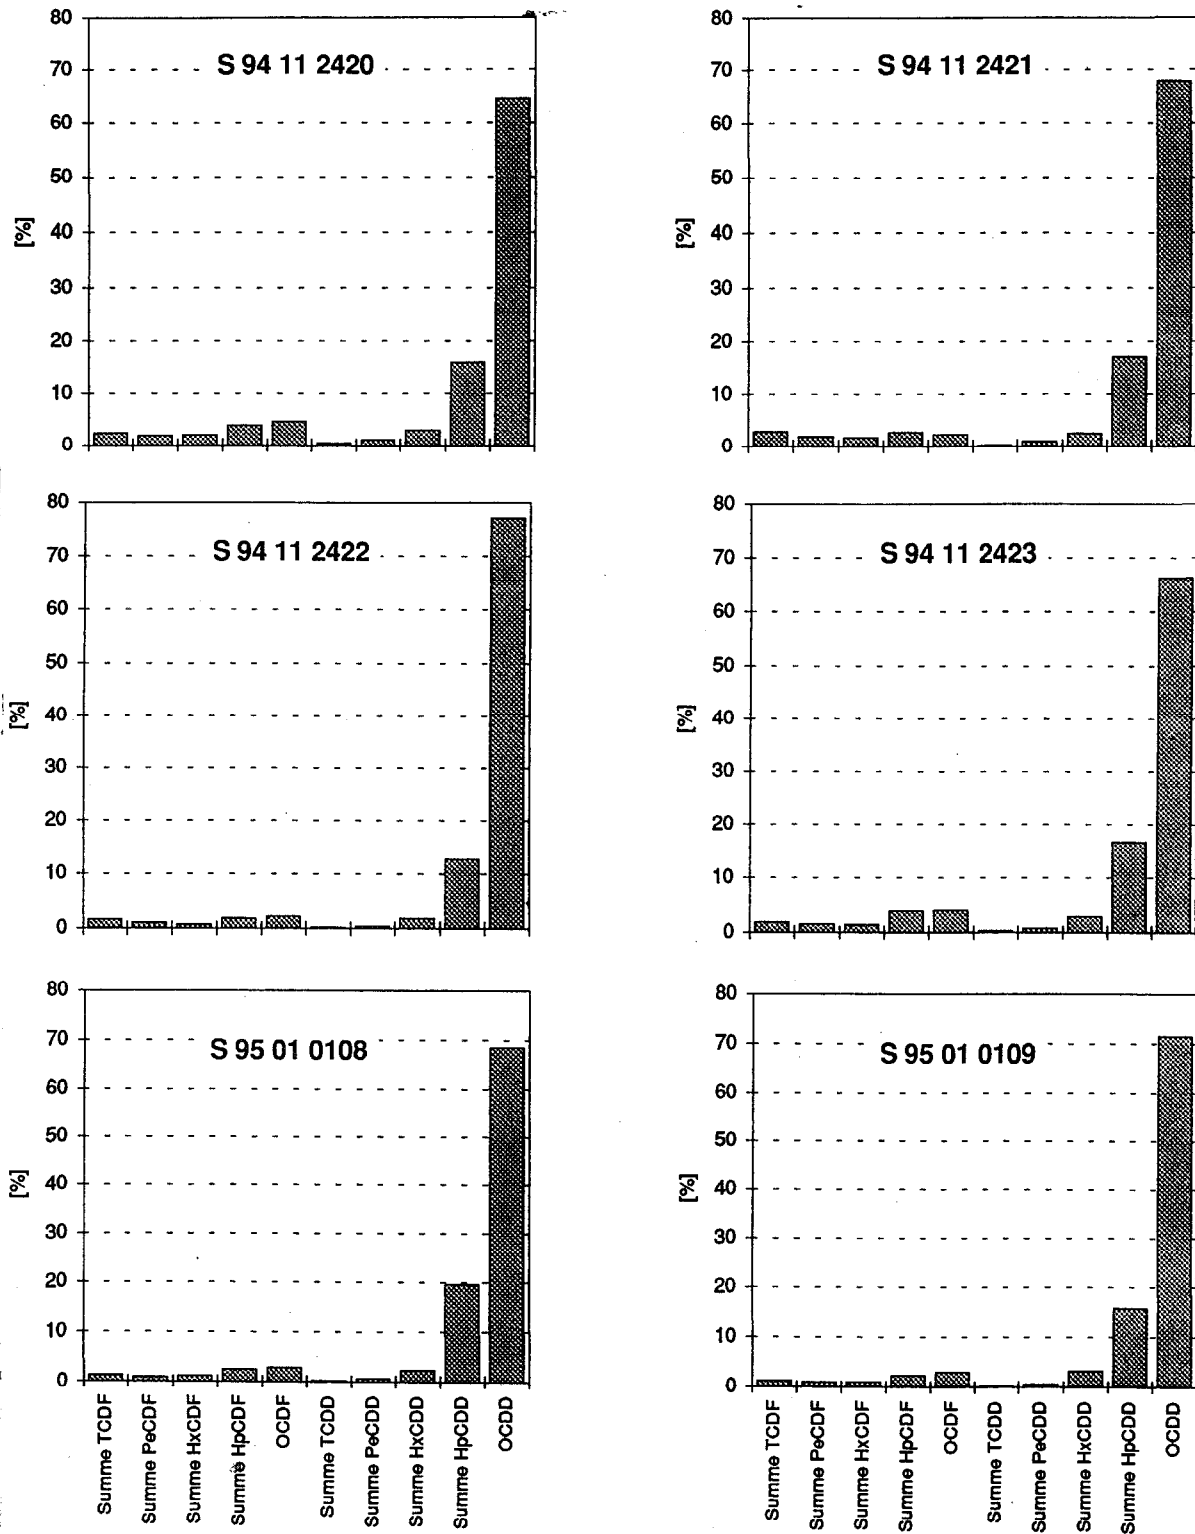 80
70
60
50
40
30
20
10
0
[%]
S 94 11 2420
80
70
60
50
40
30
20
10
0
[%]
S 94 11 2421
80
70
60
50
40
30
20
10
0
[%]
S 94 11 2422
80
70
60
50
40
30
20
10
0
[%]
S 94 11 2423
80
70
60
50
40
30
20
10
0
[%]
S 95 01 0108
Summe TCDF
Summe PeCDF
Summe HxCDF
Summe HpCDF
OCDF
Summe TCDD
Summe PeCDD
Summe HxCDD
Summe HpCDD
OCDD
80
70
60
50
40
30
20
10
0
[%]
S 95 01 0109
Summe TCDF
Summe PeCDF
Summe HxCDF
Summe HpCDF
OCDF
Summe TCDD
Summe PeCDD
Summe HxCDD
Summe HpCDD
OCDD